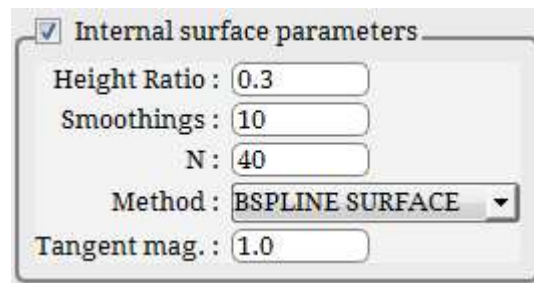 Internal surface parameters
Height Ratio : 0.3
Smoothings : 10
N : 40
Method : BSPLINE SURFACE
Tangent mag. : 1.0